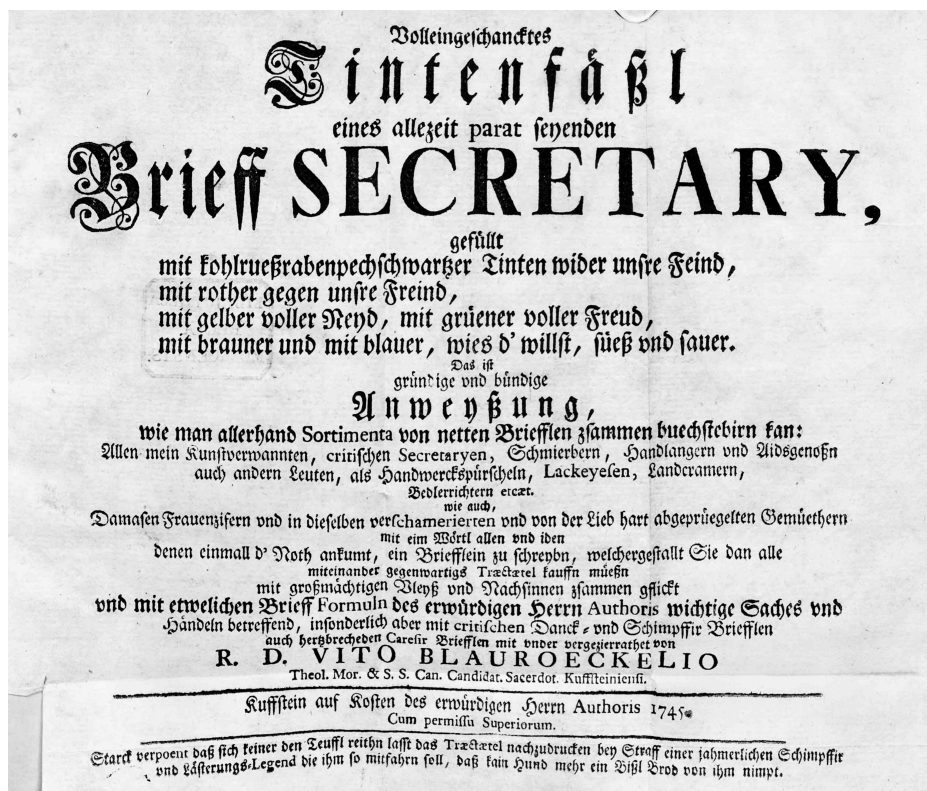 Volleingeschancktes
Tintenfäßl
eines allezeit parat seyenden
Brieff SECRETARY,
gefüllt
mit kohlrueßrabenpechschwartzer Tinten wider unsre Feind,
mit rother gegen unsre Freind,
mit gelber voller Neyd, mit grüener voller Freud,
mit brauner und mit blauer, wies d' willst, süeß vnd sauer.
Das ist
gründige vnd bündige
Anweyßung,
wie man allerhand Sortimenta von netten Briefflen zsammen buechstebirn kan:
Allen mein Kunstverwannten, critischen Secretaryen, Schmierbern, Handlangern vnd Aidsgenoßn
auch andern Leuten, als Handwerckspürscheln, Lackeyesen, Landcramern,
Bedlerrichtern etcæt.
wie auch,
Damasen Frauenzifern vnd in dieselben verschamerierten vnd von der Lieb hart abgeprüegelten Gemüethern
mit eim Wörtl allen vnd iden
denen einmall d' Noth ankumt, ein Briefflein zu schreybn, welchergestallt Sie dan alle
miteinander gegenwartigs Træctætel kauffn müeßn
mit großmächtigen Vleyß vnd Nachsinnen zsammen gflickt
vnd mit etwelichen Brieff Formuln des erwürdigen Herrn Authoris wichtige Saches vnd
Händeln betreffend, insonderlich aber mit critischen Danck- vnd Schimpffir Briefflen
auch hertzbrecheden Caresir Briefflen mit vnder vergezierrathet von
R. D. VITO BLAUROECKELIO
Theol. Mor. & S. S. Can. Candidat. Sacerdot. Kuffsteiniensi.
Kuffstein auf Kosten des erwürdigen Herrn Authoris 1745.
Cum permissu Superiorum.
Starck verpoent daß sich keiner den Teuffl reithn lasst das Træctætel nachzudrucken bey Straff einer jahmerlichen Schimpffir
vnd Lästerungs-Legend die ihm so mitfahrn soll, daß kain Hund mehr ein Bißl Brod von ihm nimpt.